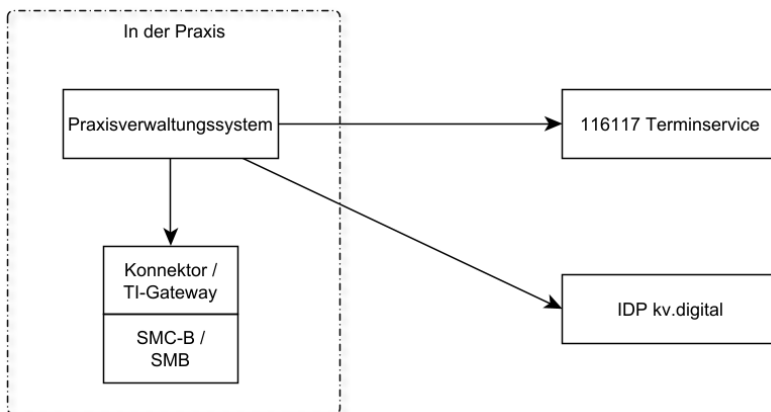 In der Praxis
Praxisverwaltungssystem
116117 Terminservice
Konnektor /
TI-Gateway
SMC-B /
SMB
IDP kv.digital